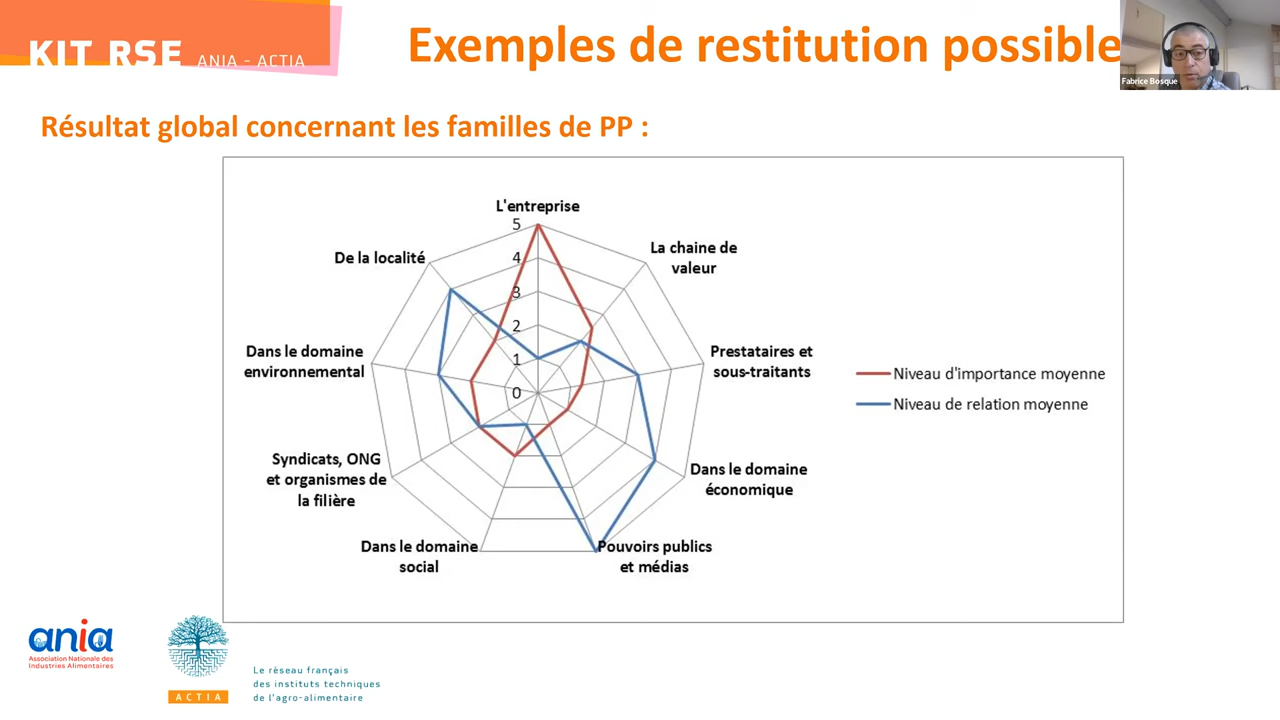 KIT RSE ANIA - ACTIA
Exemples de restitution possible
Fabrice Bosque
Résultat global concernant les familles de PP :
L'entreprise
La chaine de
valeur
Prestataires et
sous-traitants
Dans le domaine
économique
Pouvoirs publics
et médias
Dans le domaine
social
Syndicats, ONG
et organismes de
la filière
Dans le domaine
environnemental
De la localité
5
4
3
2
1
0
Niveau d'importance moyenne
Niveau de relation moyenne
ania
Association Nationale des
Industries Alimentaires
ACTIA
Le réseau français
des instituts techniques
de l'agro-alimentaire